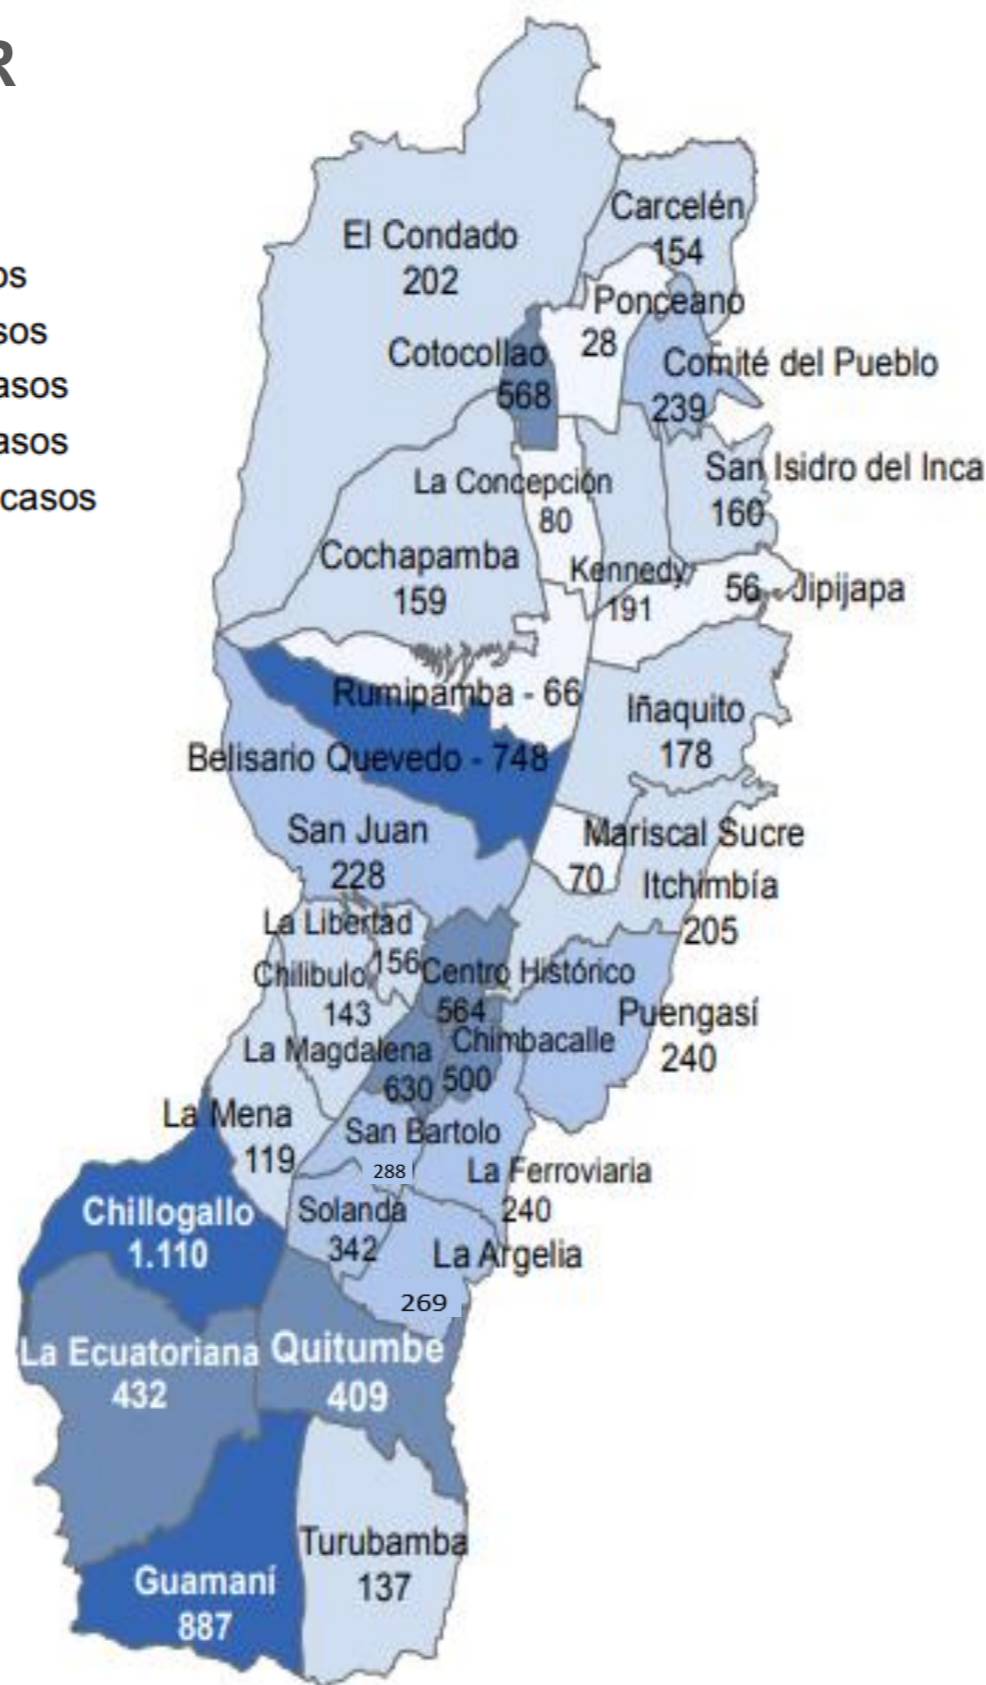 R
os
sos
asos
asos
casos
El Condado
202
Carcelén
154
Ponceano
28
Cotocollao
568
Comité del Pueblo
239
La Concepción
80
San Isidro del Inca
160
Cochapamba
159
Kennedy
191
56 - Jipijapa
Rumipamba - 66
Iñaquito
178
Belisario Quevedo - 748
San Juan
228
Mariscal Sucre
70
Itchimbía
205
La Libertad
156
Chilibulo
143
Centro Histórico
564
Puengasí
240
La Magdalena
630
Chimbacalle
500
La Mena
119
San Bartolo
288
La Ferroviaria
240
Chillogallo
1.110
Solanda
342
La Argelia
269
La Ecuatoriana
432
Quitumbe
409
Turubamba
137
Guamaní
887